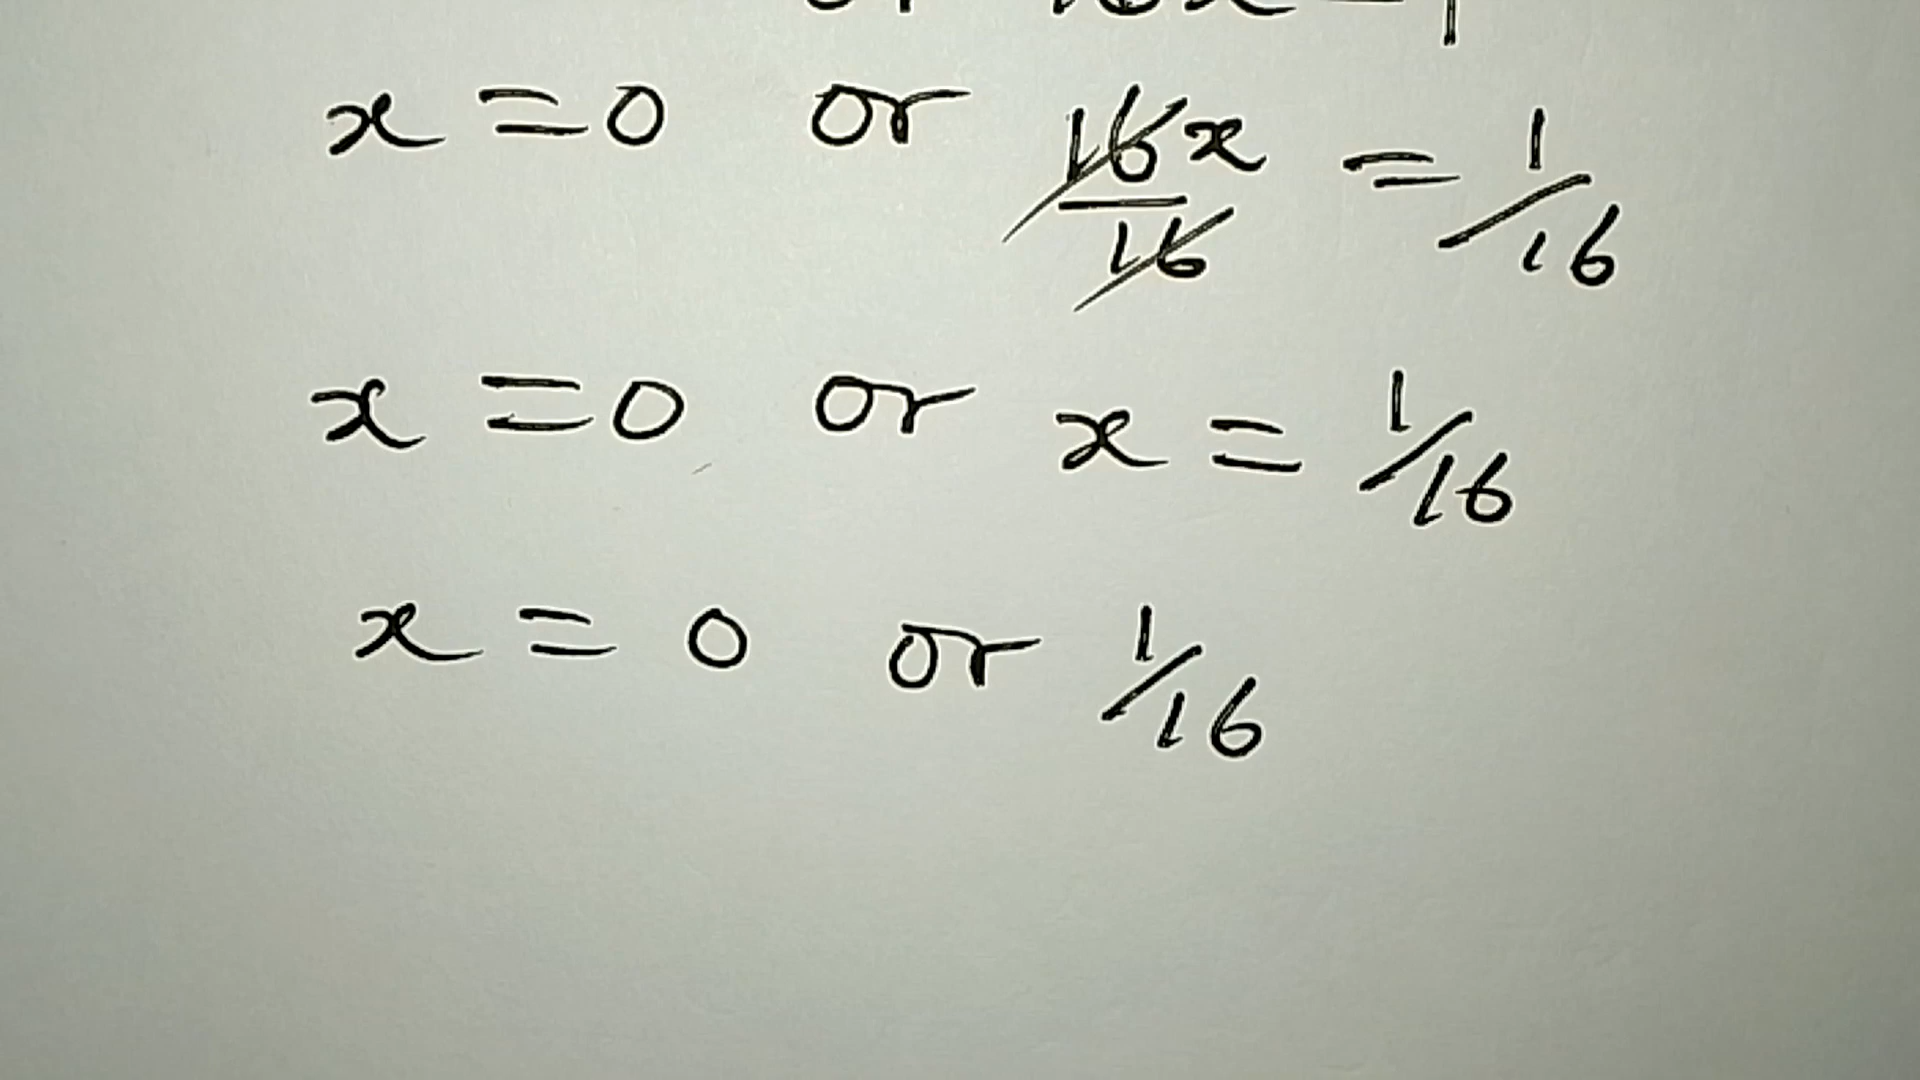 x = 0 or 16x/16 = 1/16
x = 0 or x = 1/16
x = 0 or 1/16